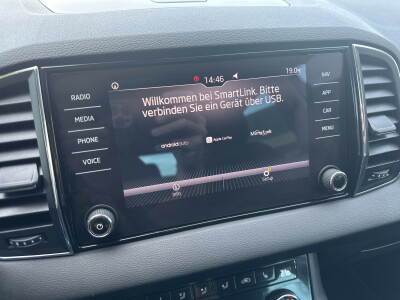 14:46
19.0
RADIO
NAV
MEDIA
APP
PHONE
CAR
VOICE
MENU
Willkommen bei SmartLink. Bitte
verbinden Sie ein Gerät über USB.
androidauto
Apple CarPlay
MirrorLink